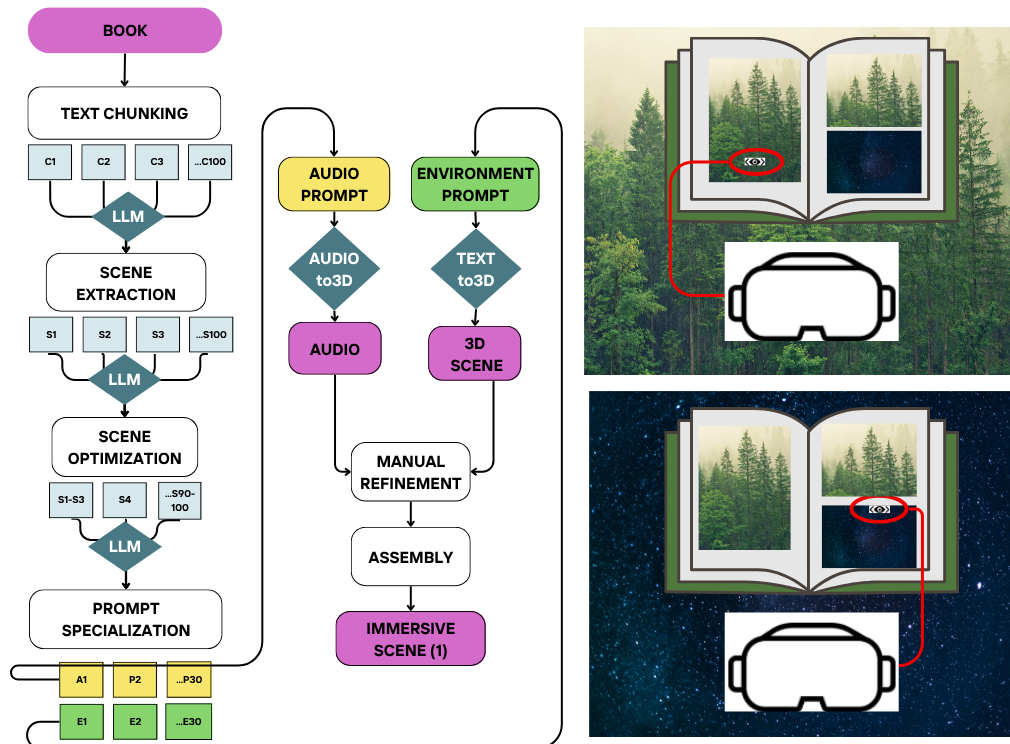 BOOK
TEXT CHUNKING
C1
C2
C3
...C100
LLM
SCENE
EXTRACTION
S1
S2
S3
...S100
LLM
SCENE
OPTIMIZATION
S1-S3
S4
...S90-
100
LLM
PROMPT
SPECIALIZATION
A1
P2
...P30
E1
E2
...E30
AUDIO
PROMPT
ENVIRONMENT
PROMPT
AUDIO
to3D
TEXT
to3D
AUDIO
3D
SCENE
MANUAL
REFINEMENT
ASSEMBLY
IMMERSIVE
SCENE (1)